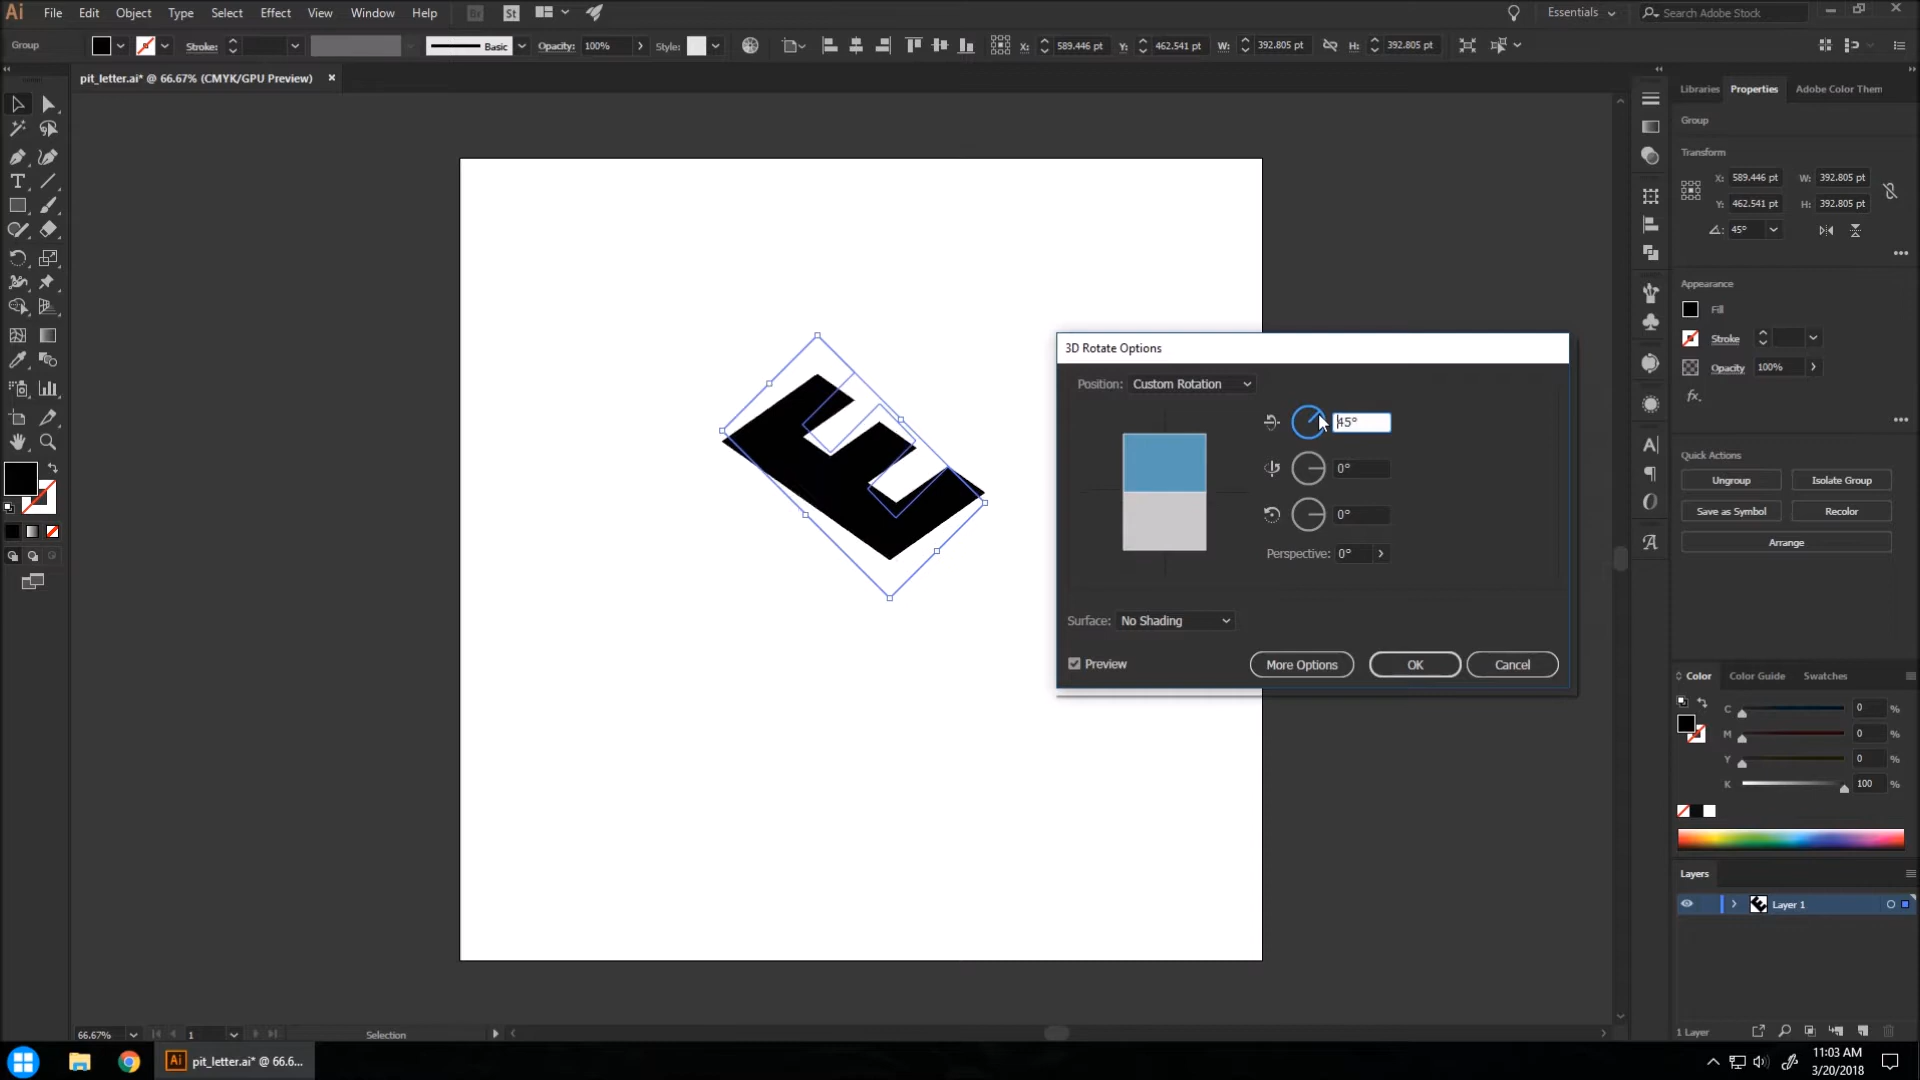 Ai File Edit Object Type Select Effect View Window Help Br St Essentials Search Adobe Stock
Group Stroke: Basic Opacity: 100% Style: X: 589.446 pt Y: 462.541 pt W: 392.805 pt H: 392.805 pt
pit_letter.ai* @ 66.67% (CMYK/GPU Preview) ×
Libraries Properties Adobe Color Them
Group
Transform
X: 589.446 pt W: 392.805 pt
Y: 462.541 pt H: 392.805 pt
45°
Appearance
Fill
Stroke
Opacity 100%
fx.
Quick Actions
Ungroup Isolate Group
Save as Symbol Recolor
Arrange
E
3D Rotate Options
Position: Custom Rotation
45°
0°
0°
Perspective: 0°
Surface: No Shading
Preview More Options OK Cancel
Color Color Guide Swatches
C 0 %
M 0 %
Y 0 %
K 100 %
Layers
Layer 1
1 Layer
66.67% 1 Selection
pit_letter.ai* @ 66.6...
11:03 AM
3/20/2018